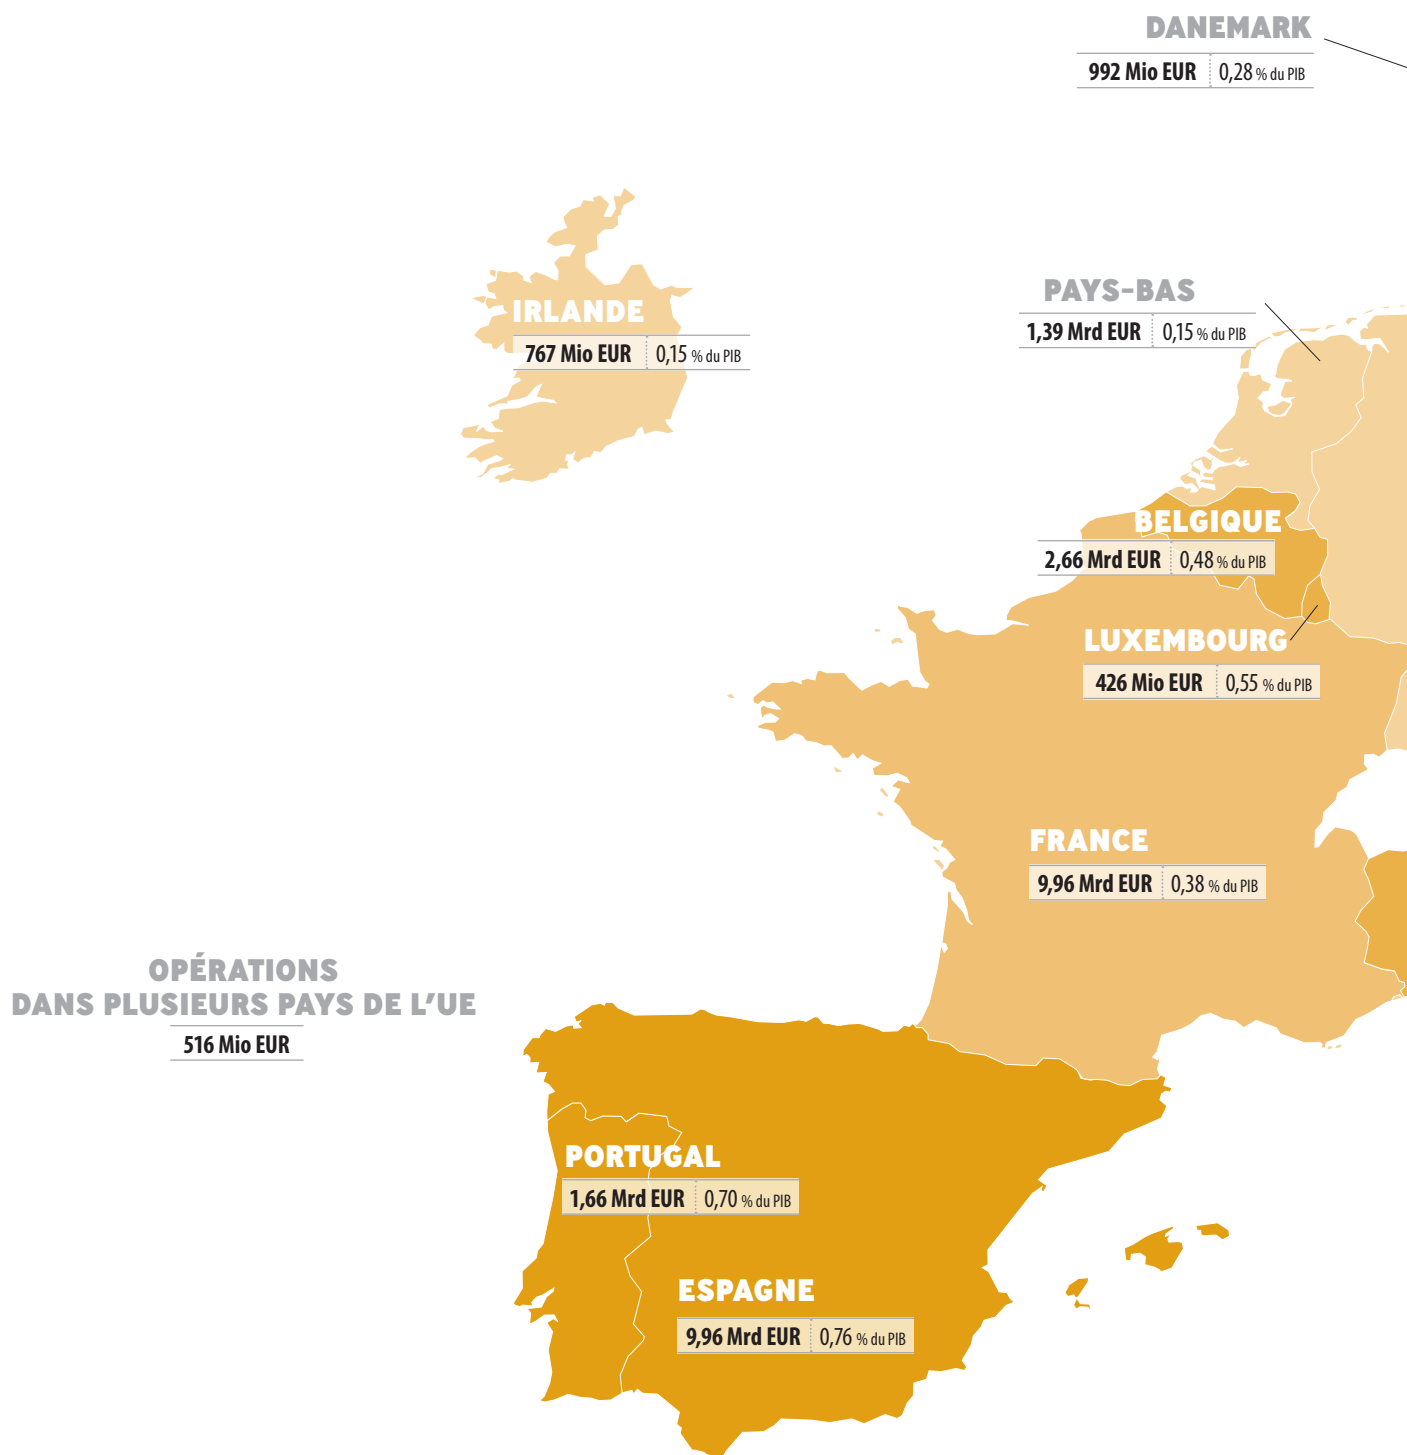 DANEMARK
992 Mio EUR 0,28 % du PIB
PAYS-BAS
1,39 Mrd EUR 0,15 % du PIB
IRLANDE
767 Mio EUR 0,15 % du PIB
BELGIQUE
2,66 Mrd EUR 0,48 % du PIB
LUXEMBOURG
426 Mio EUR 0,55 % du PIB
FRANCE
9,96 Mrd EUR 0,38 % du PIB
OPÉRATIONS
DANS PLUSIEURS PAYS DE L’UE
516 Mio EUR
PORTUGAL
1,66 Mrd EUR 0,70 % du PIB
ESPAGNE
9,96 Mrd EUR 0,76 % du PIB